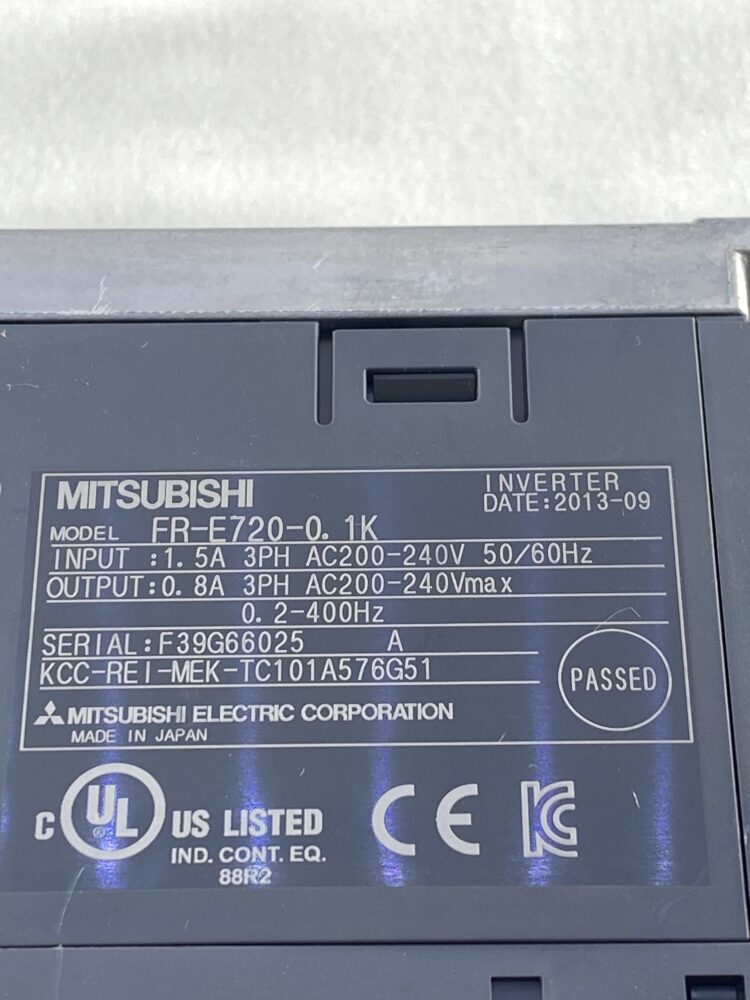 MITSUBISHI
INVERTER
DATE:2013-09
MODEL FR-E720-0.1K
INPUT :1.5A 3PH AC200-240V 50/60Hz
OUTPUT:0.8A 3PH AC200-240Vmax
0.2-400Hz
SERIAL:F39G66025 A
KCC-REI-MEK-TC101A576G51
PASSED
MITSUBISHI ELECTRIC CORPORATION
MADE IN JAPAN
C UL ® US LISTED
IND. CONT. EQ.
88R2
CE
KC